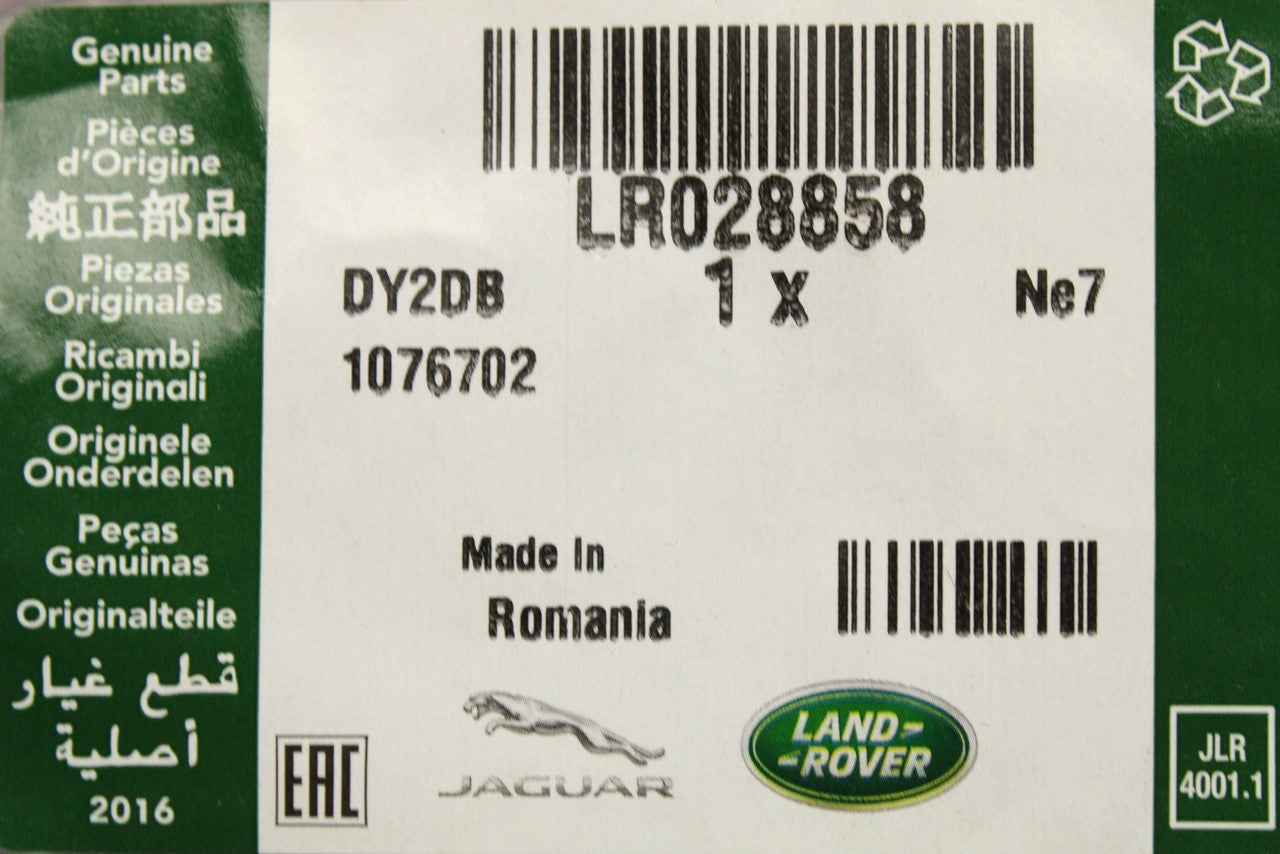 Genuine
Parts
Pièces
d'Origine
純正部品
Piezas
Originales
Ricambi
Originali
Originele
Onderdelen
Peças
Genuinas
Originalteile
قطع غيار
أصلية
2016
LR028858
DY2DB
1 x
Ne7
1076702
Made In
Romania
EAC
JAGUAR
LAND-
-ROVER
JLR
4001.1